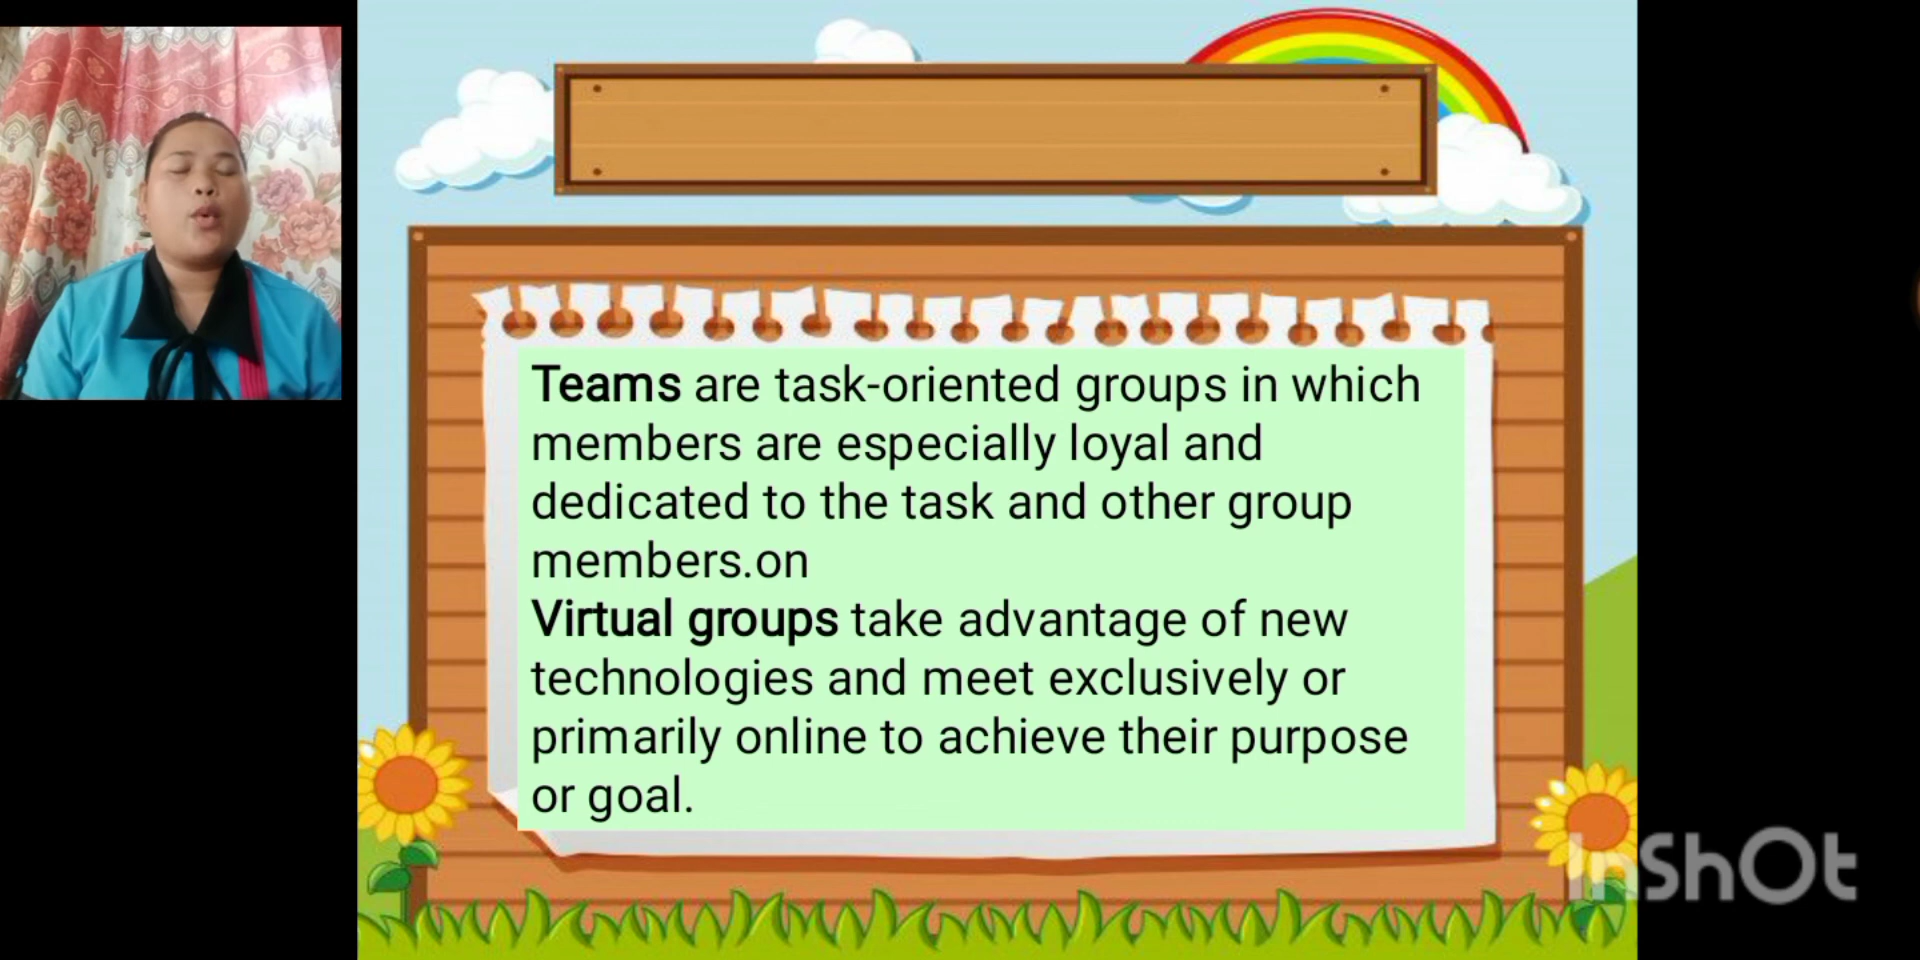 Teams are task-oriented groups in which
members are especially loyal and
dedicated to the task and other group
members.on
Virtual groups take advantage of new
technologies and meet exclusively or
primarily online to achieve their purpose
or goal.
InShOt